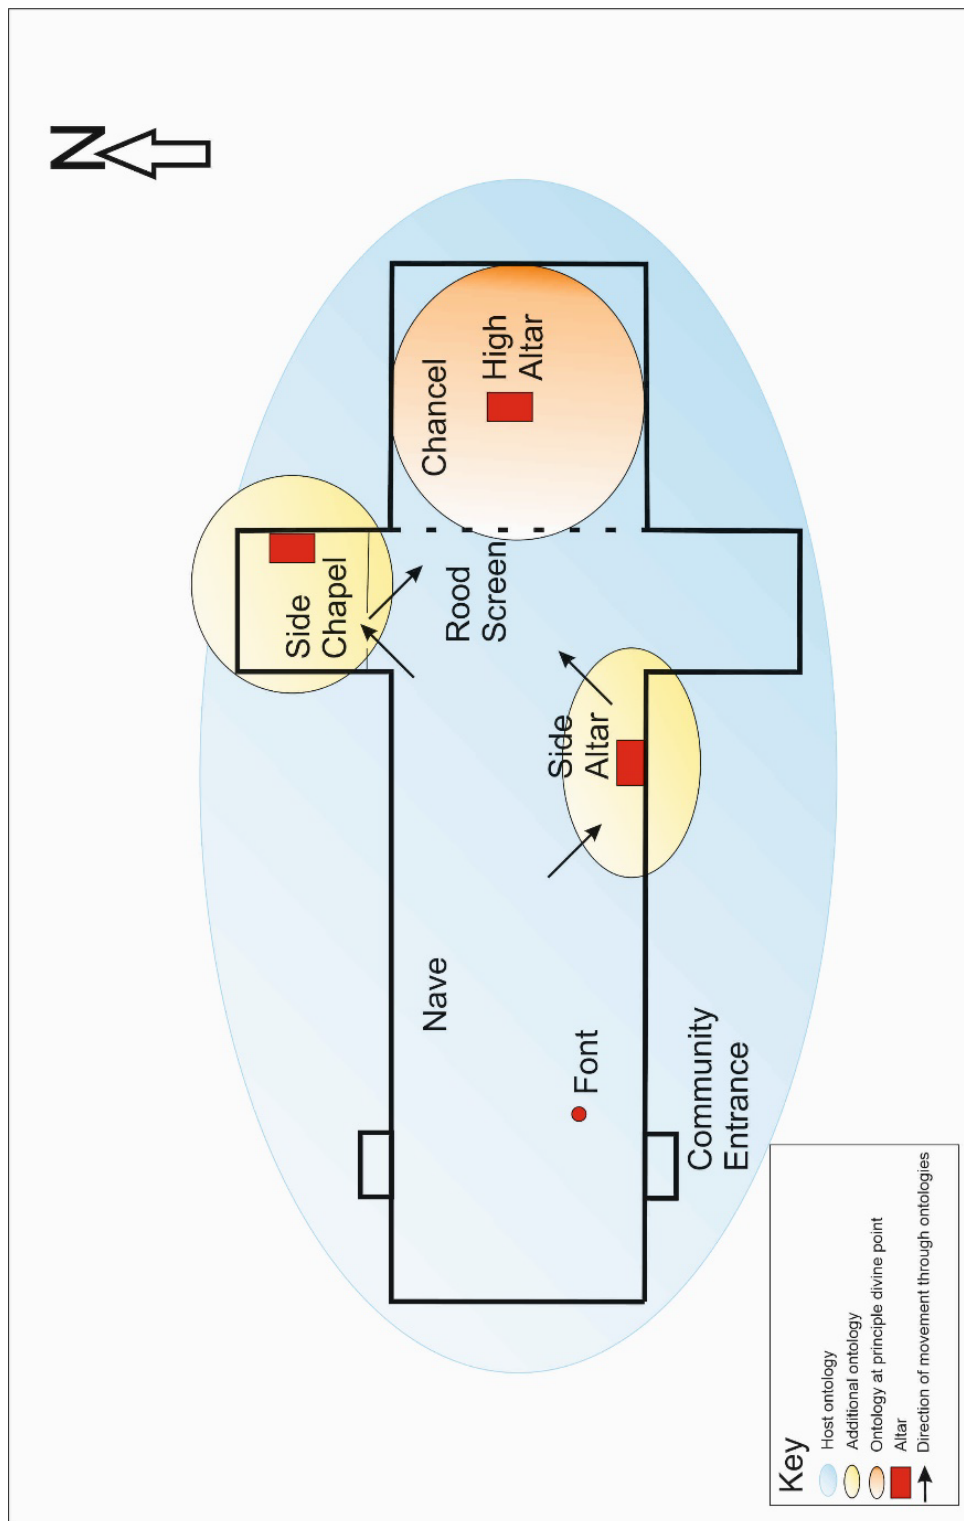 N
Side
Chapel
Chancel
High
Altar
Rood
Screen
Side
Altar
Nave
Font
Community
Entrance
Key
Host ontology
Additional ontology
Ontology at principle divine point
Altar
Direction of movement through ontologies